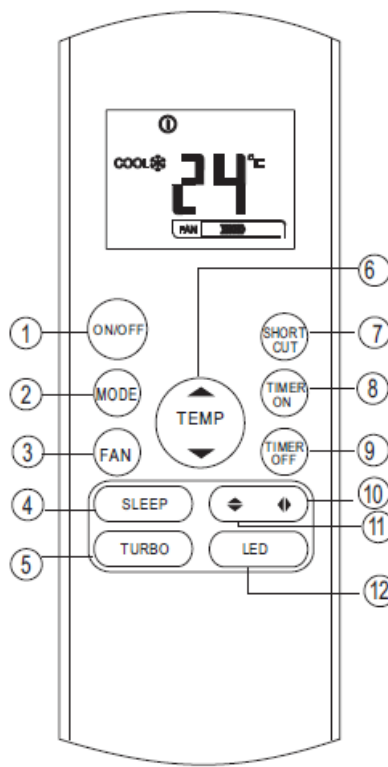 COOL 24 °C
FAN
6
1 ON/OFF
SHORT CUT 7
2 MODE
TEMP
TIMER ON 8
3 FAN
TIMER OFF 9
4 SLEEP
10
11
5 TURBO
LED
12